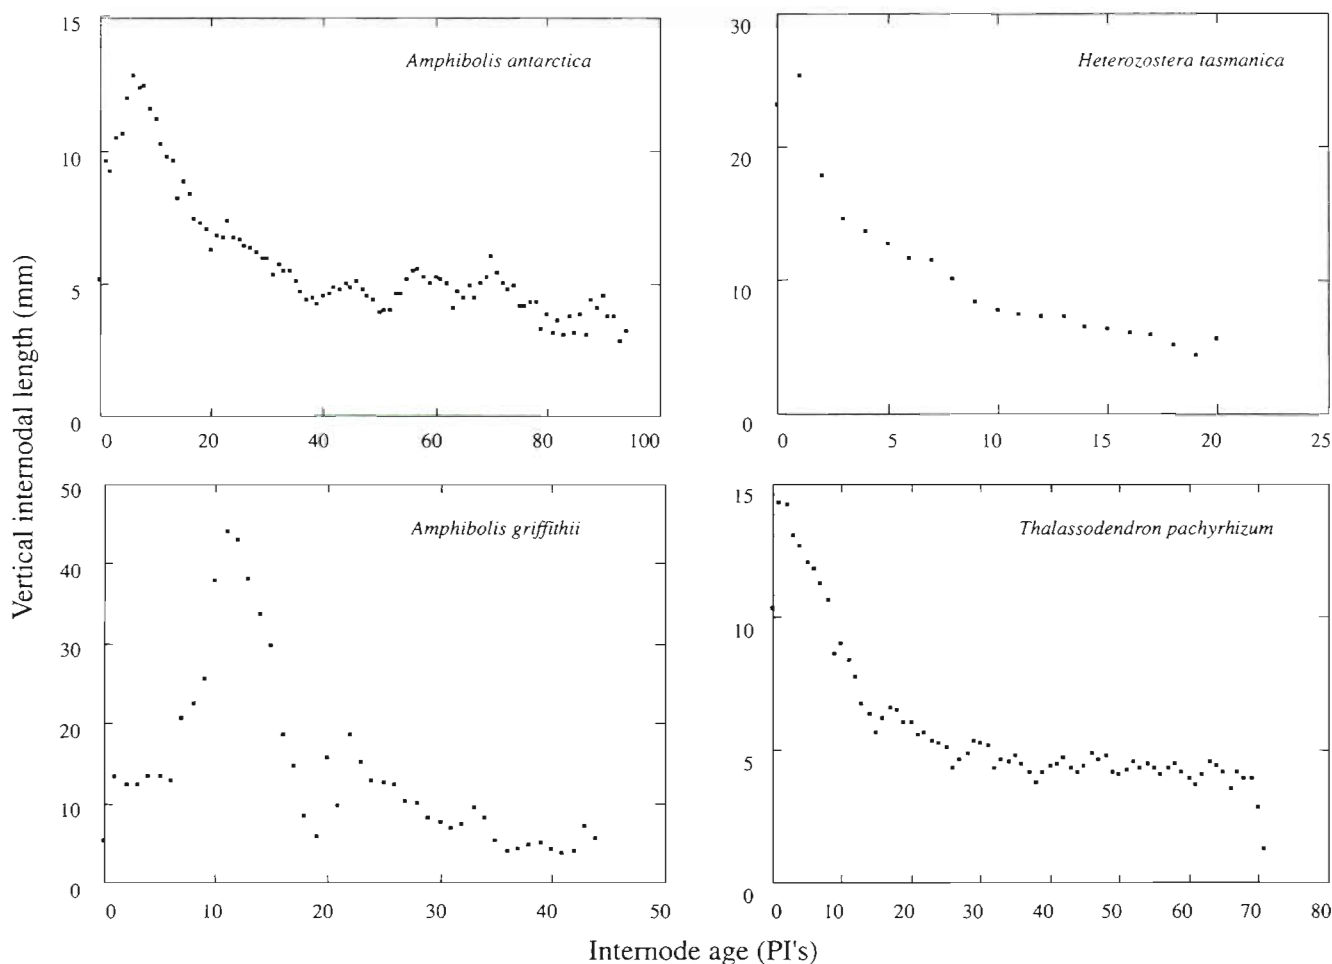 Vertical internodal length (mm)
Amphibolis antarctica
15
10
5
0
0 20 40 60 80 100
Heterozostera tasmanica
30
20
10
0
0 5 10 15 20 25
Amphibolis griffithii
50
40
30
20
10
0
0 10 20 30 40 50
Thalassodendron pachyrhizum
15
10
5
0
0 10 20 30 40 50 60 70 80
Internode age (PI's)